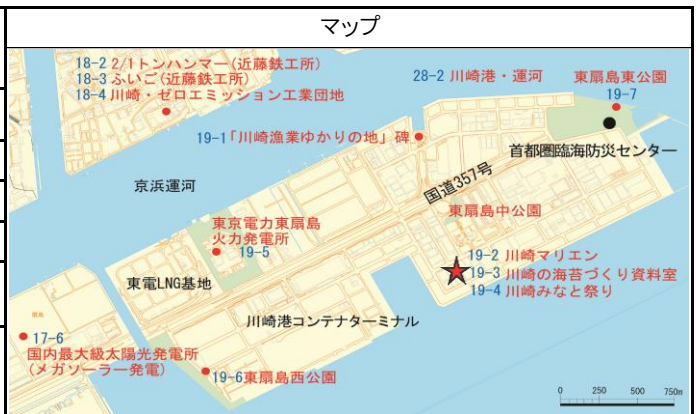 マップ
18-2 2/1トンハンマー(近藤鉄工所)
18-3 ふいご(近藤鉄工所)
18-4 川崎・ゼロエミッション工業団地
28-2 川崎港・運河
東扇島東公園
19-7
19-1「川崎漁業ゆかりの地」碑
首都圏臨海防災センター
京浜運河
国道357号
東京電力東扇島
火力発電所
19-5
東扇島中公園
19-2 川崎マリエン
19-3 川崎の海苔づくり資料室
19-4 川崎みなと祭り
東電LNG基地
川崎港コンテナターミナル
17-6
国内最大級太陽光発電所
(メガソーラー発電)
19-6東扇島西公園
0 250 500 750m